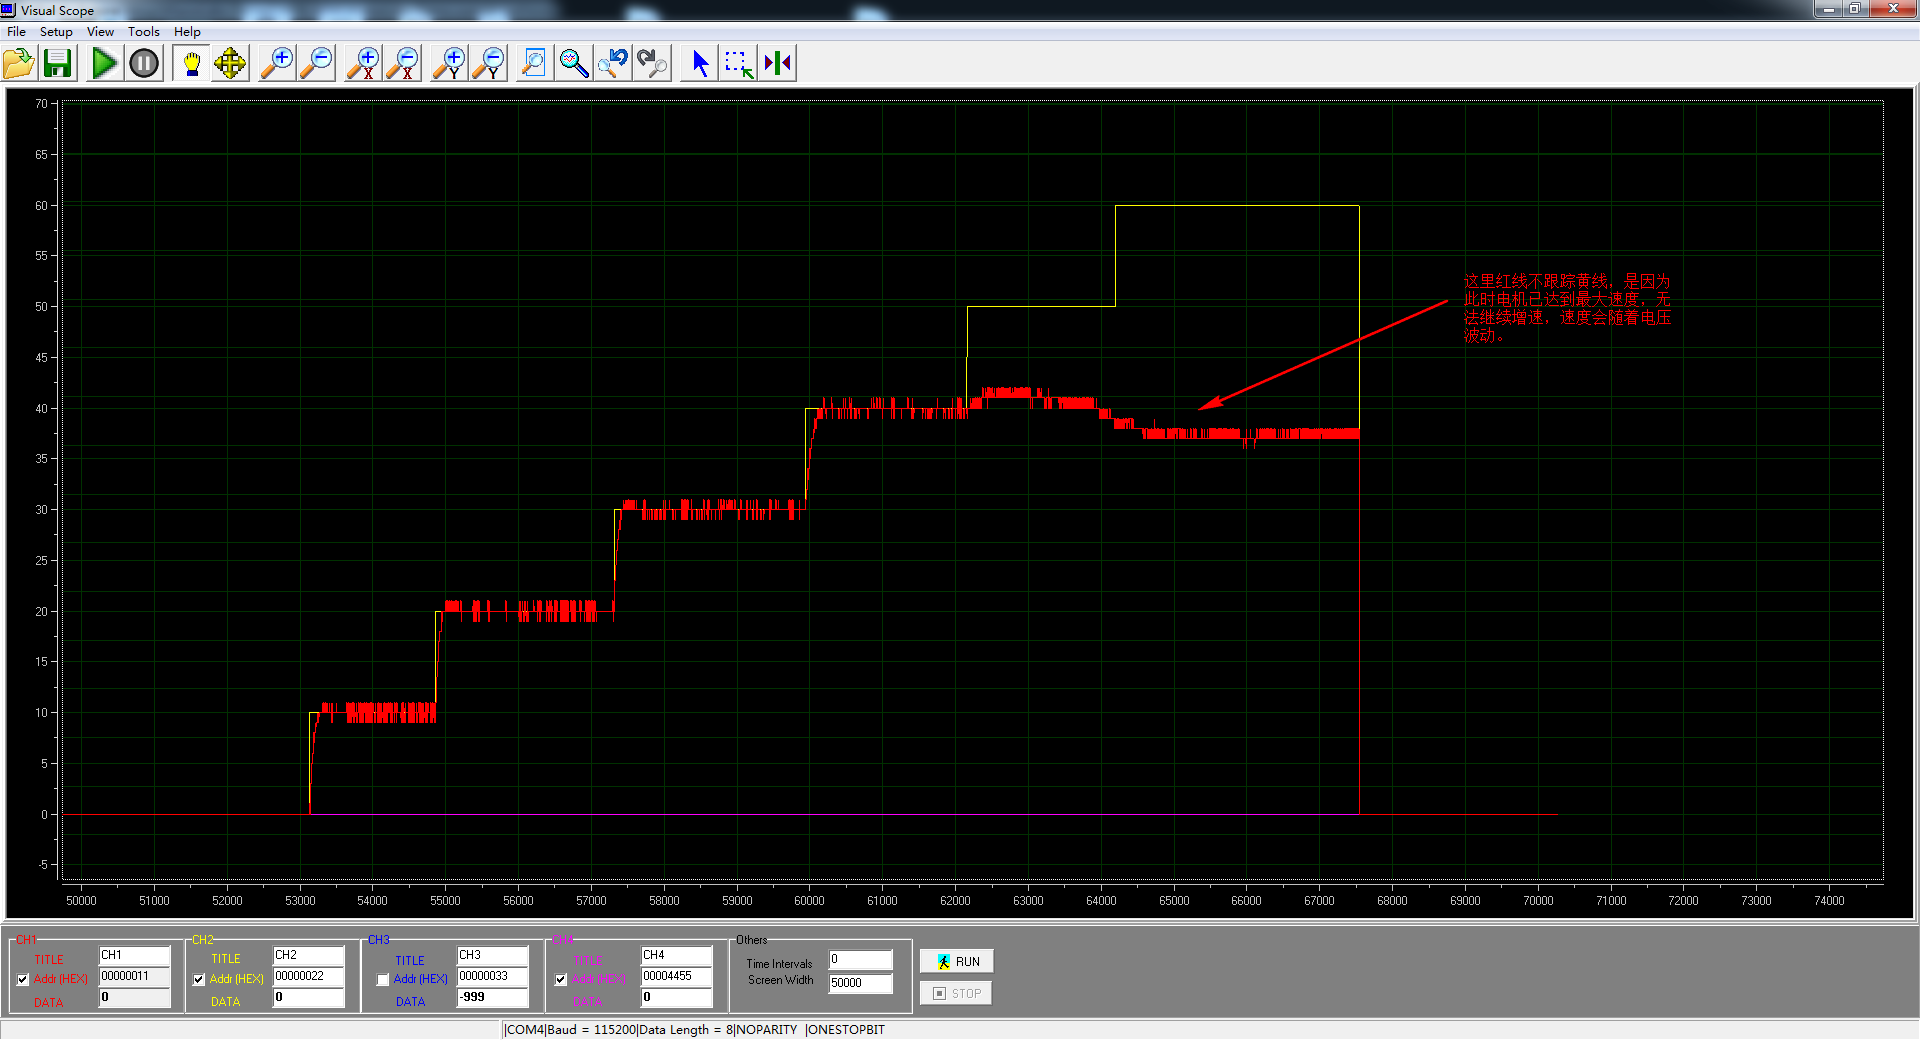 Visual Scope
File Setup View Tools Help
X X Y Y
70
65
60
55
50
45
40
35
30
25
20
15
10
5
0
-5
这里红线不跟踪黄线，是因为
此时电机已达到最大速度，无
法继续增速，速度会随着电压
波动。
50000 51000 52000 53000 54000 55000 56000 57000 58000 59000 60000 61000 62000 63000 64000 65000 66000 67000 68000 69000 70000 71000 72000 73000 74000
CH1
TITLE CH1
Addr(HEX) 00000011
DATA 0
CH2
TITLE CH2
Addr(HEX) 00000022
DATA 0
CH3
TITLE CH3
Addr(HEX) 00000033
DATA -999
CH4
TITLE CH4
Addr(HEX) 00004455
DATA 0
Others
Time Intervals 0
Screen Width 50000
RUN
STOP
|COM4|Baud = 115200|Data Length = 8|NOPARITY |ONESTOPBIT